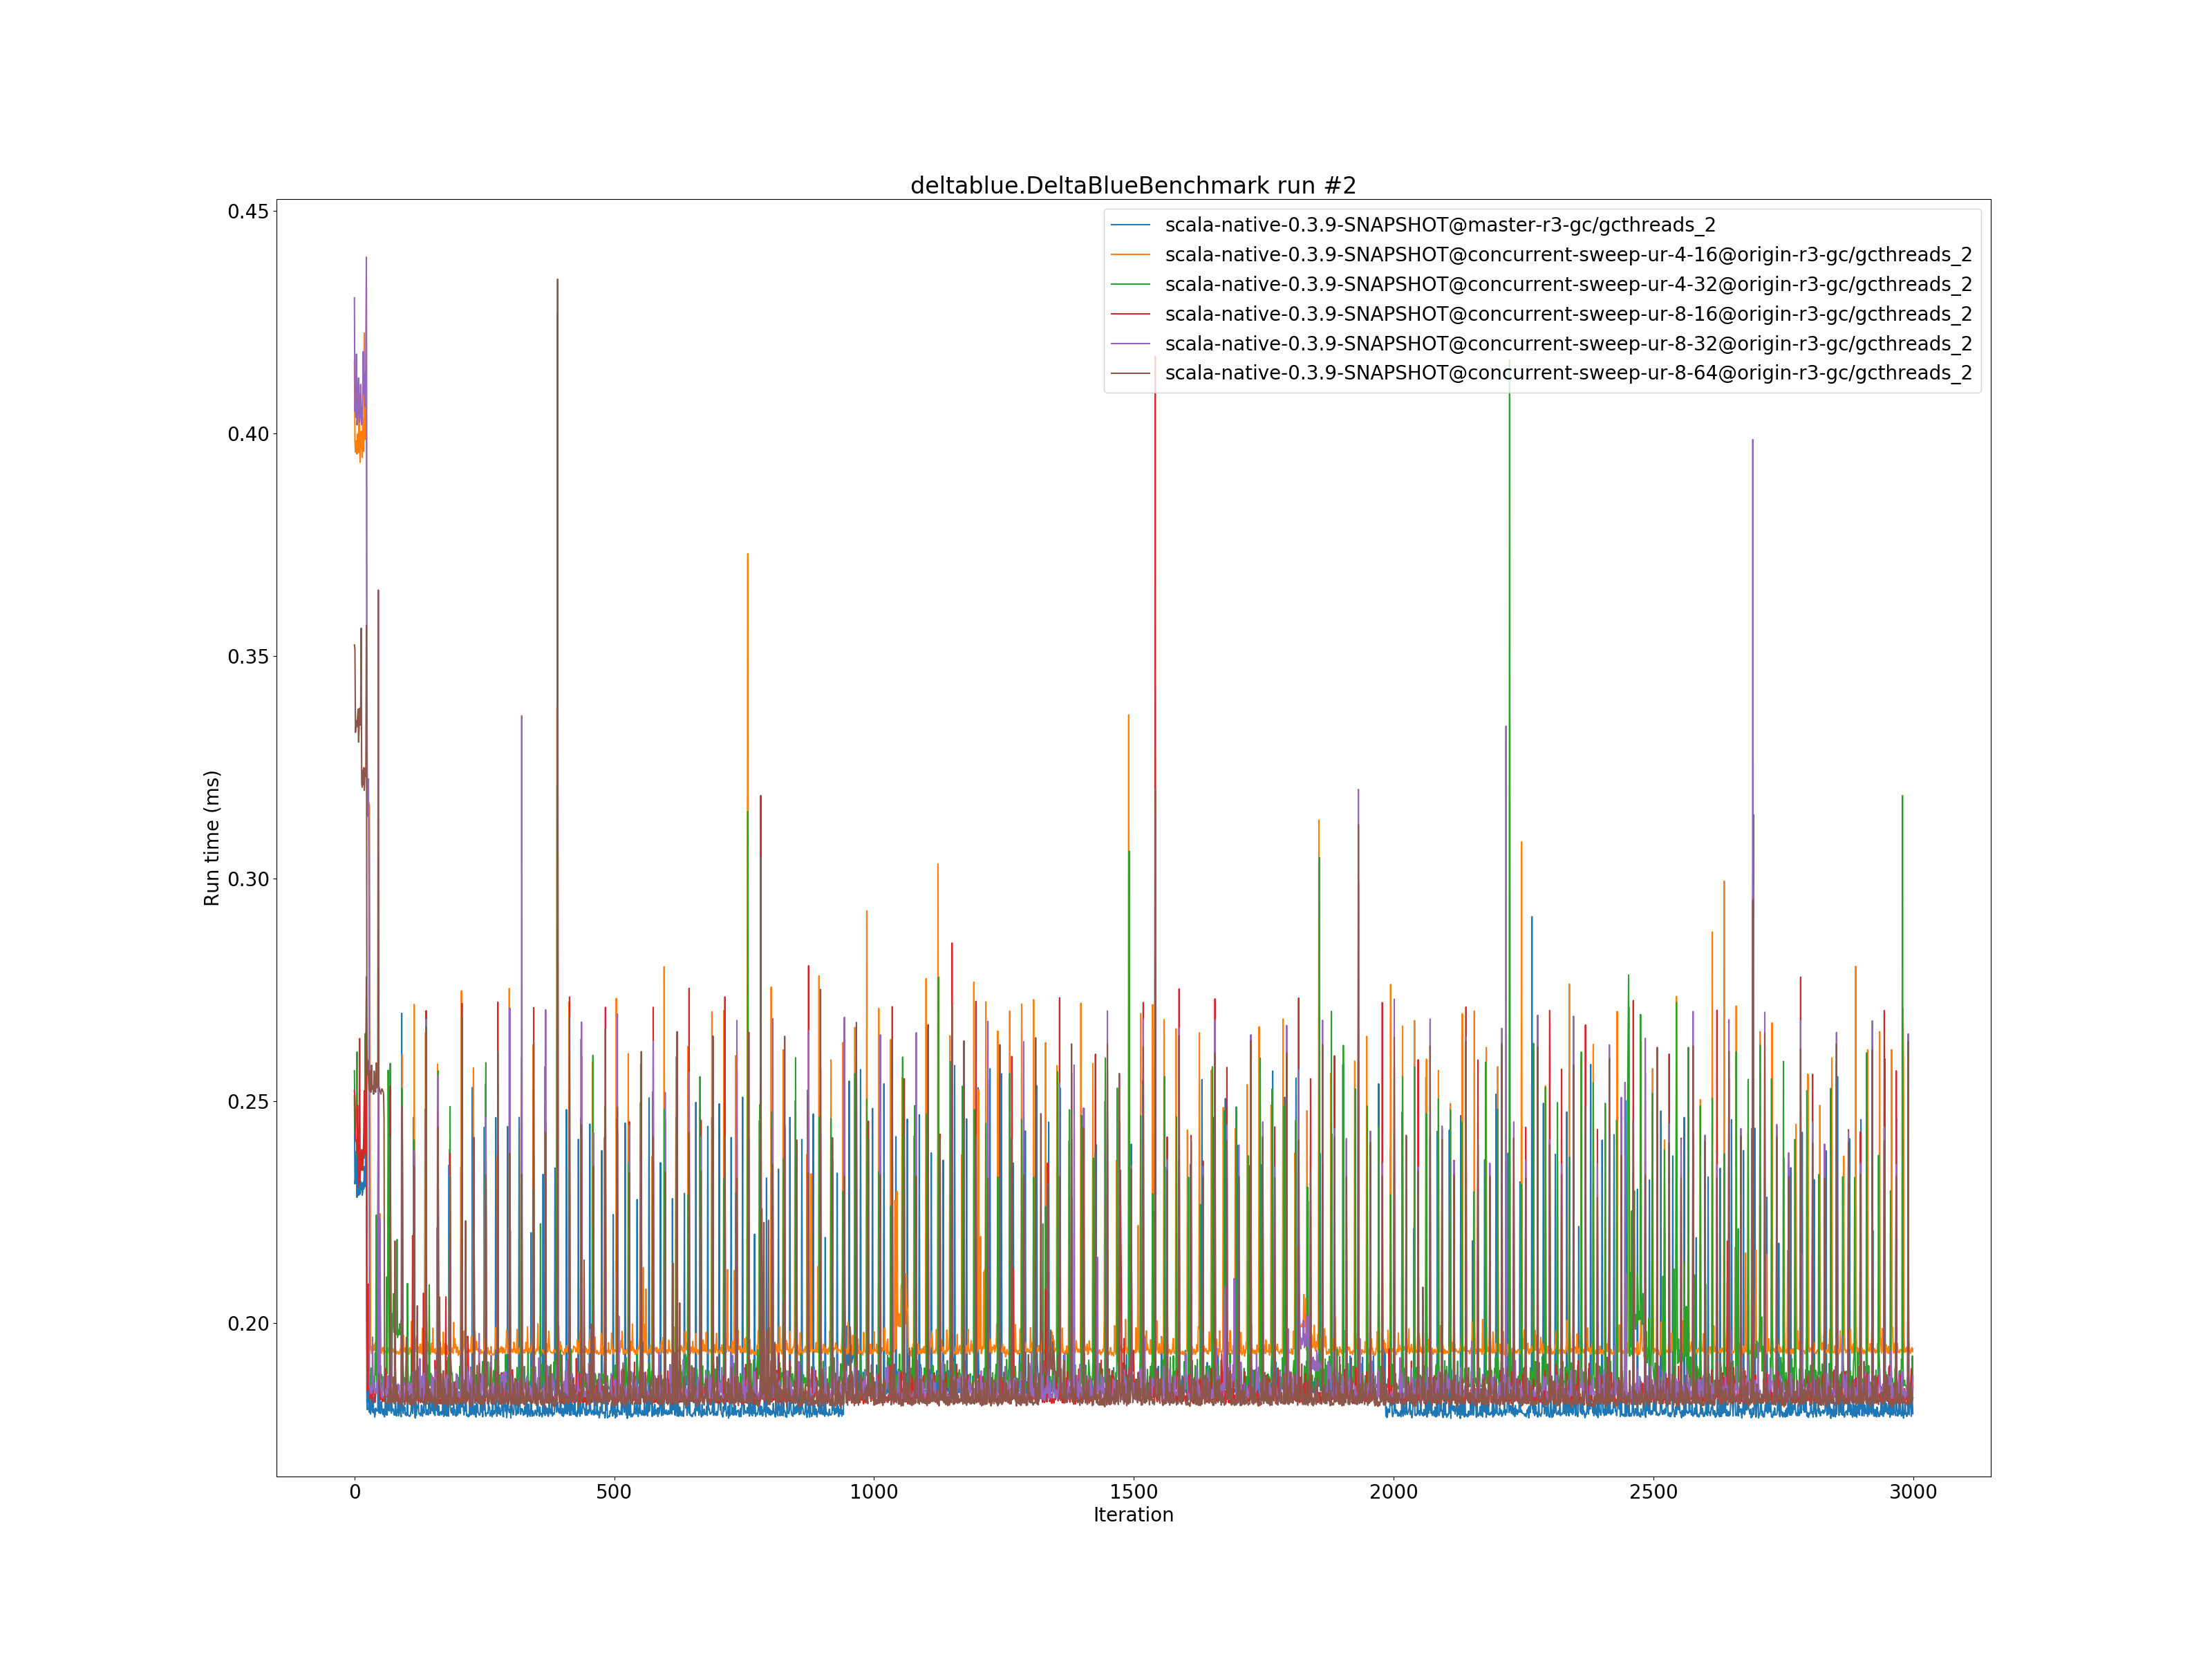 deltablue.DeltaBlueBenchmark run #2
scala-native-0.3.9-SNAPSHOT@master-r3-gc/gcthreads_2
scala-native-0.3.9-SNAPSHOT@concurrent-sweep-ur-4-16@origin-r3-gc/gcthreads_2
scala-native-0.3.9-SNAPSHOT@concurrent-sweep-ur-4-32@origin-r3-gc/gcthreads_2
scala-native-0.3.9-SNAPSHOT@concurrent-sweep-ur-8-16@origin-r3-gc/gcthreads_2
scala-native-0.3.9-SNAPSHOT@concurrent-sweep-ur-8-32@origin-r3-gc/gcthreads_2
scala-native-0.3.9-SNAPSHOT@concurrent-sweep-ur-8-64@origin-r3-gc/gcthreads_2
0.45
0.40
0.35
0.30
0.25
0.20
Run time (ms)
0 500 1000 1500 2000 2500 3000
Iteration